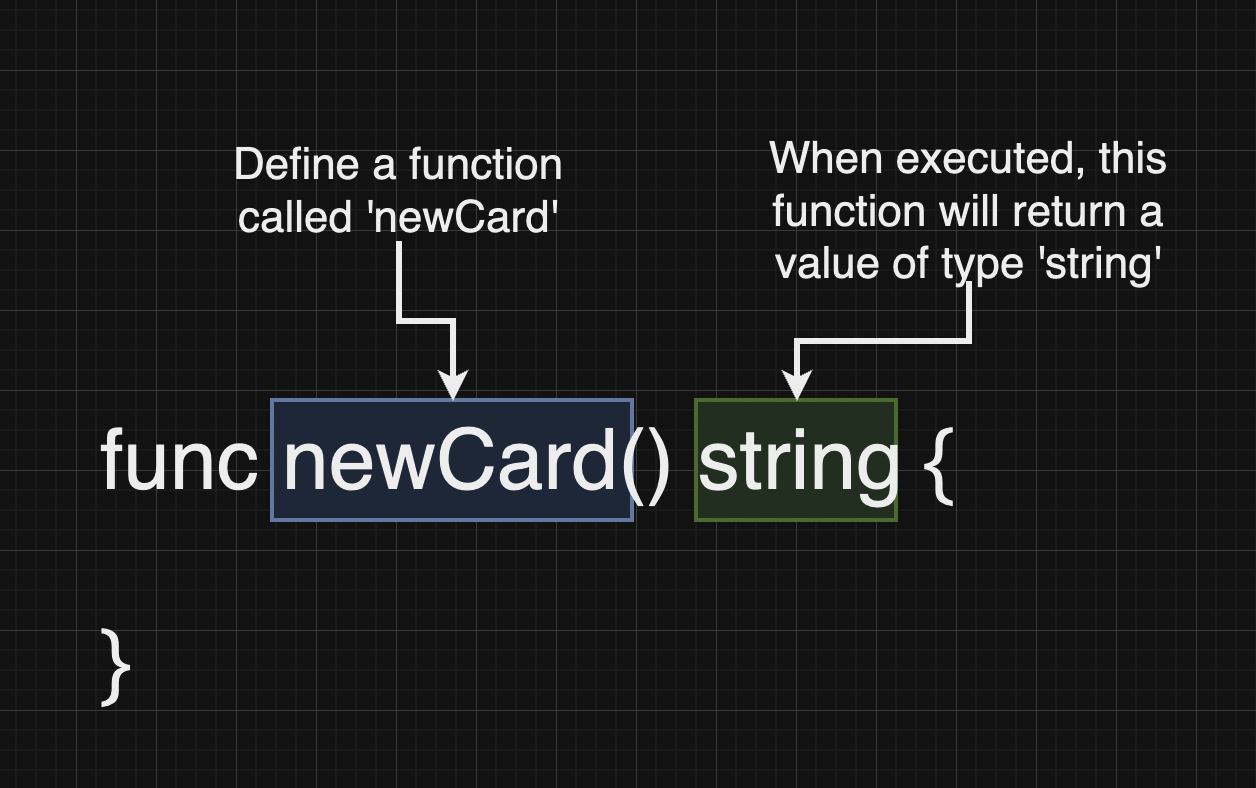 Define a function
called 'newCard'
When executed, this
function will return a
value of type 'string'
func newCard() string {
}